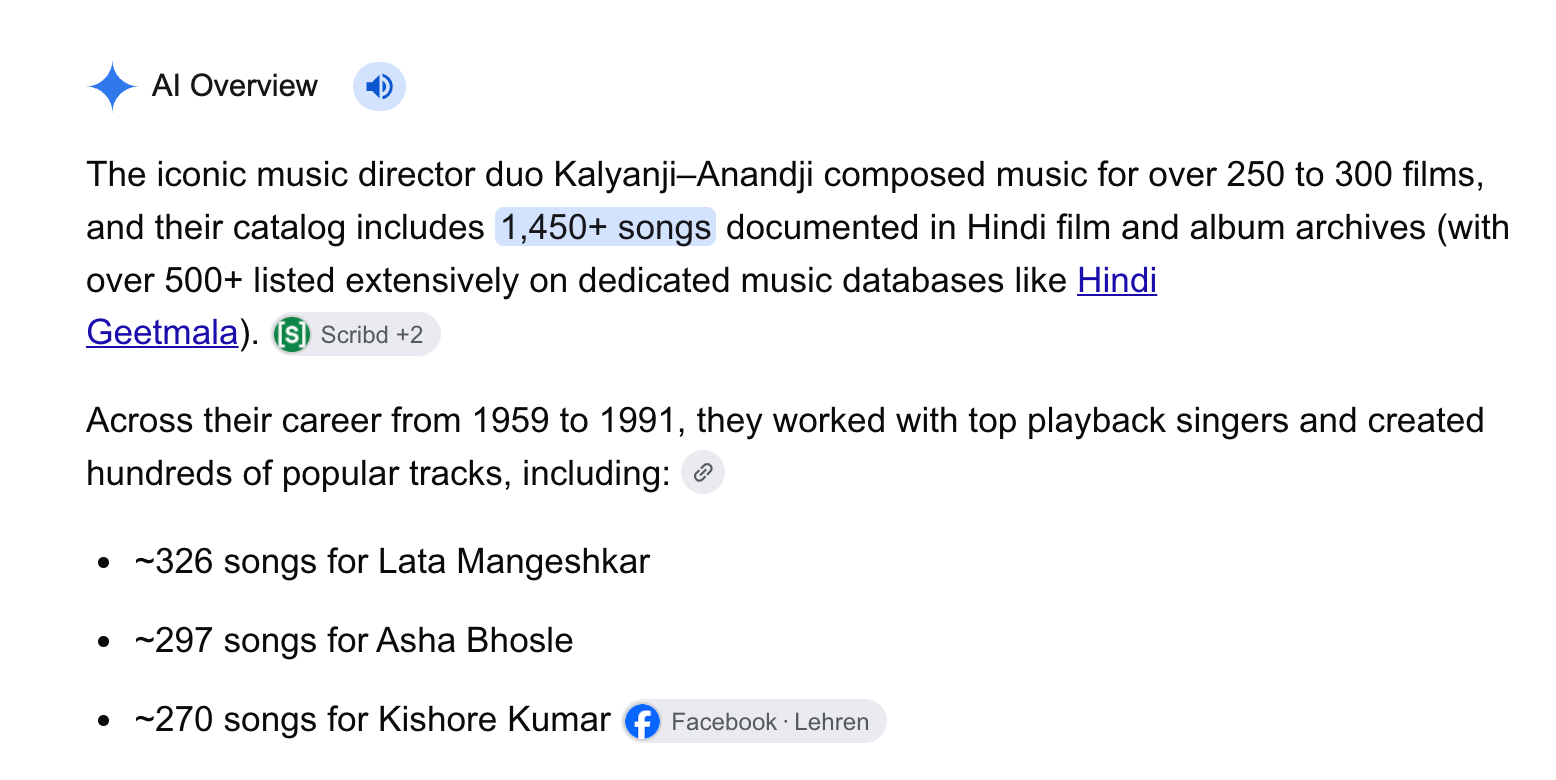 AI Overview
The iconic music director duo Kalyanji–Anandji composed music for over 250 to 300 films,
and their catalog includes 1,450+ songs documented in Hindi film and album archives (with
over 500+ listed extensively on dedicated music databases like Hindi
Geetmala). [S] Scribd +2
Across their career from 1959 to 1991, they worked with top playback singers and created
hundreds of popular tracks, including:
• ~326 songs for Lata Mangeshkar
• ~297 songs for Asha Bhosle
• ~270 songs for Kishore Kumar f Facebook · Lehren